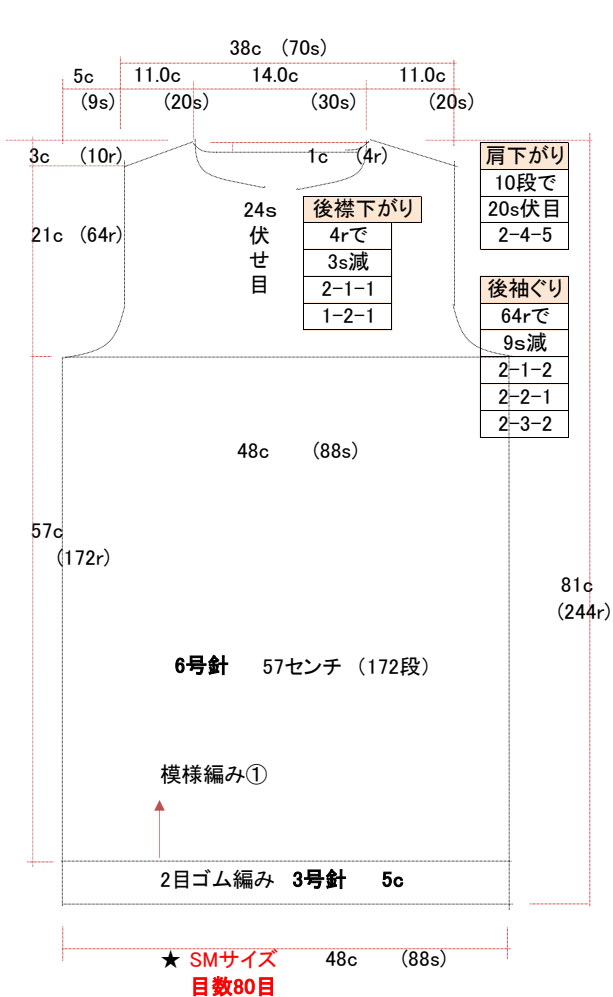 38c （70s）
5c 11.0c 14.0c 11.0c
（9s） （20s） （30s） （20s）
3c （10r） 1c （4r）
肩下がり
10段で
20s伏目
2-4-5
21c （64r）
24s
伏
せ
目
後襟下がり
4rで
3s減
2-1-1
1-2-1
後袖ぐり
64rで
9s減
2-1-2
2-2-1
2-3-2
48c （88s）
57c
（172r）
81c
（244r）
6号針 57センチ （172段）
模様編み①
2目ゴム編み 3号針 5c
★ SMサイズ 48c （88s）
目数80目